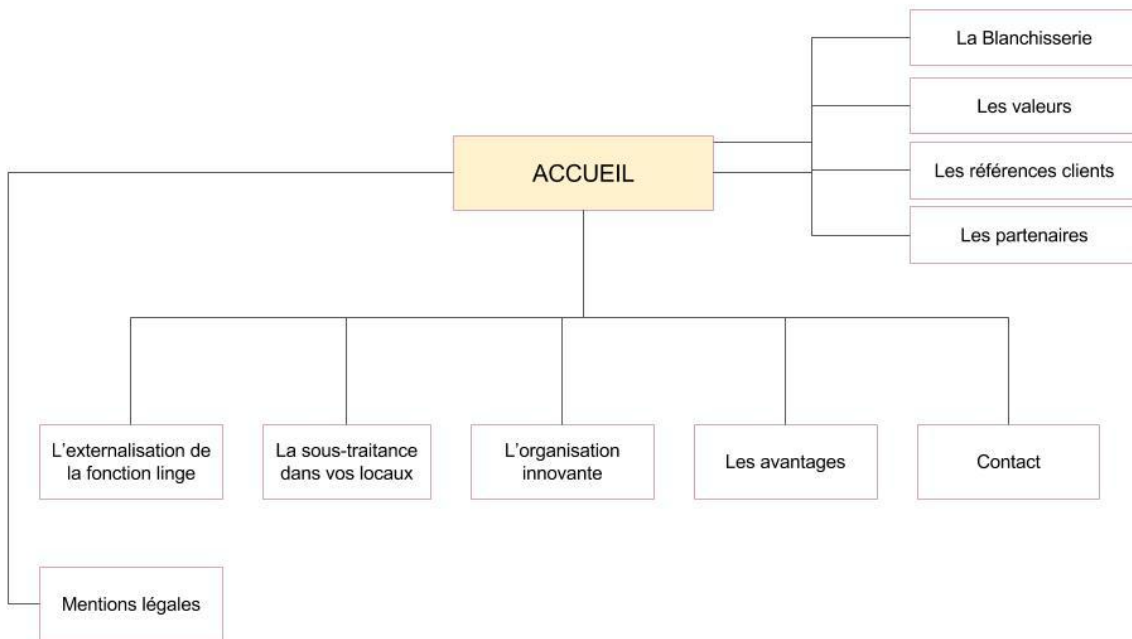 La Blanchisserie
Les valeurs
ACCUEIL
Les références clients
Les partenaires
L'externalisation de
la fonction linge
La sous-traitance
dans vos locaux
L'organisation
innovante
Les avantages
Contact
Mentions légales